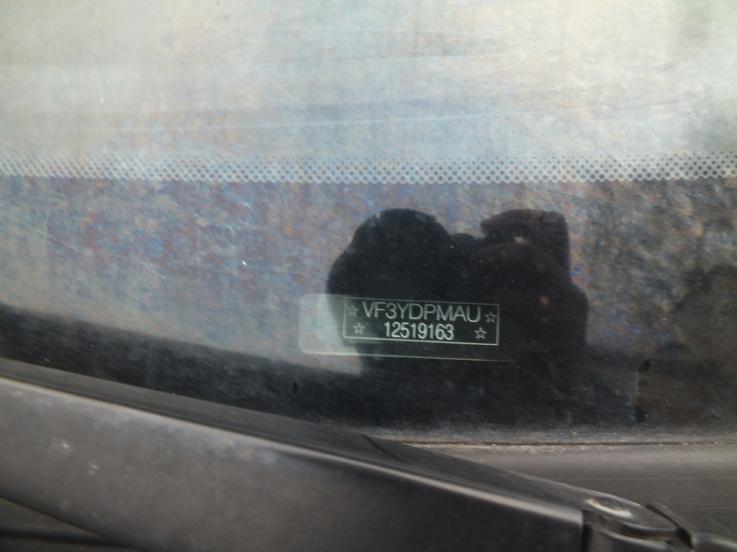 ☆ VF3YDPMAU ☆
☆ 12519163 ☆